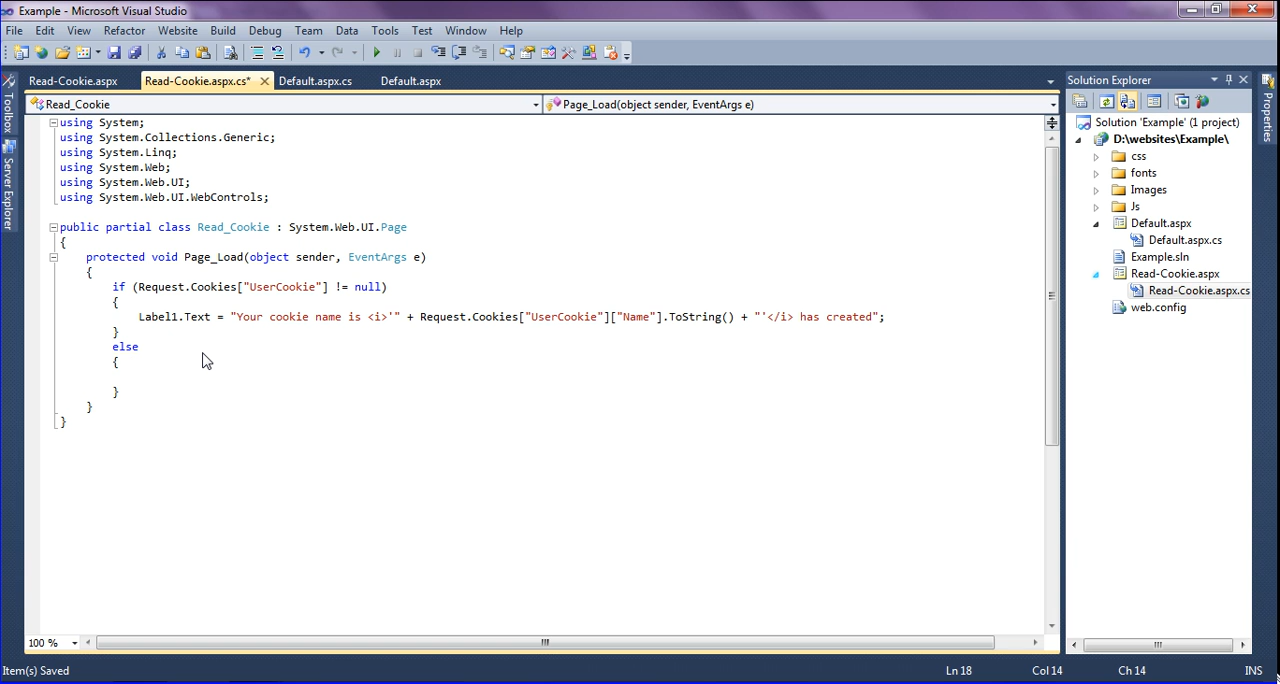 Example - Microsoft Visual Studio
File Edit View Refactor Website Build Debug Team Data Tools Test Window Help
Read-Cookie.aspx Read-Cookie.aspx.cs* Default.aspx.cs Default.aspx
Read_Cookie Page_Load(object sender, EventArgs e)
using System;
using System.Collections.Generic;
using System.Linq;
using System.Web;
using System.Web.UI;
using System.Web.UI.WebControls;
public partial class Read_Cookie : System.Web.UI.Page
{
protected void Page_Load(object sender, EventArgs e)
{
if (Request.Cookies["UserCookie"] != null)
{
Label1.Text = "Your cookie name is <i>'" + Request.Cookies["UserCookie"]["Name"].ToString() + "'</i> has created";
}
else
{
}
}
}
Toolbox
Server Explorer
Solution Explorer
Solution 'Example' (1 project)
D:\websites\Example\
css
fonts
Images
Js
Default.aspx
Default.aspx.cs
Example.sln
Read-Cookie.aspx
Read-Cookie.aspx.cs
web.config
Properties
100 %
Item(s) Saved Ln 18 Col 14 Ch 14 INS